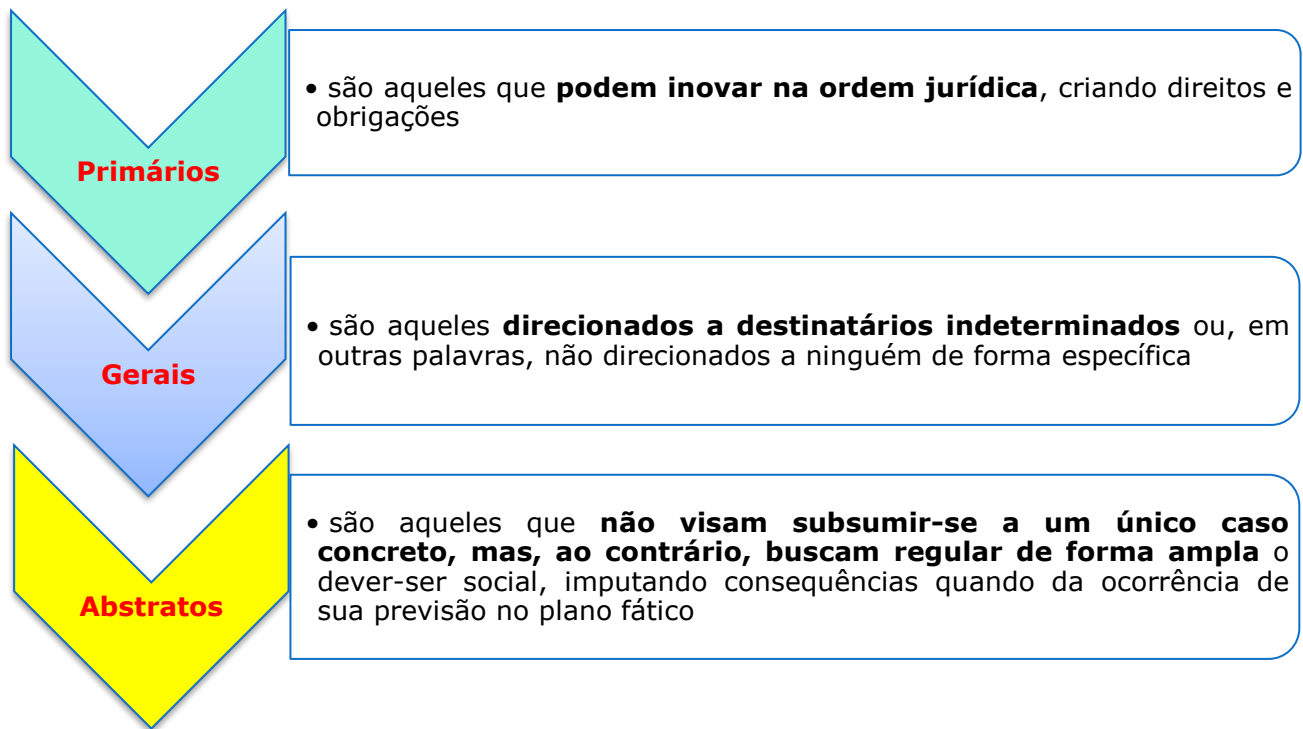 Primários
• são aqueles que podem inovar na ordem jurídica, criando direitos e
obrigações
Gerais
• são aqueles direcionados a destinatários indeterminados ou, em
outras palavras, não direcionados a ninguém de forma específica
Abstratos
• são aqueles que não visam subsumir-se a um único caso
concreto, mas, ao contrário, buscam regular de forma ampla o
dever-ser social, imputando consequências quando da ocorrência de
sua previsão no plano fático